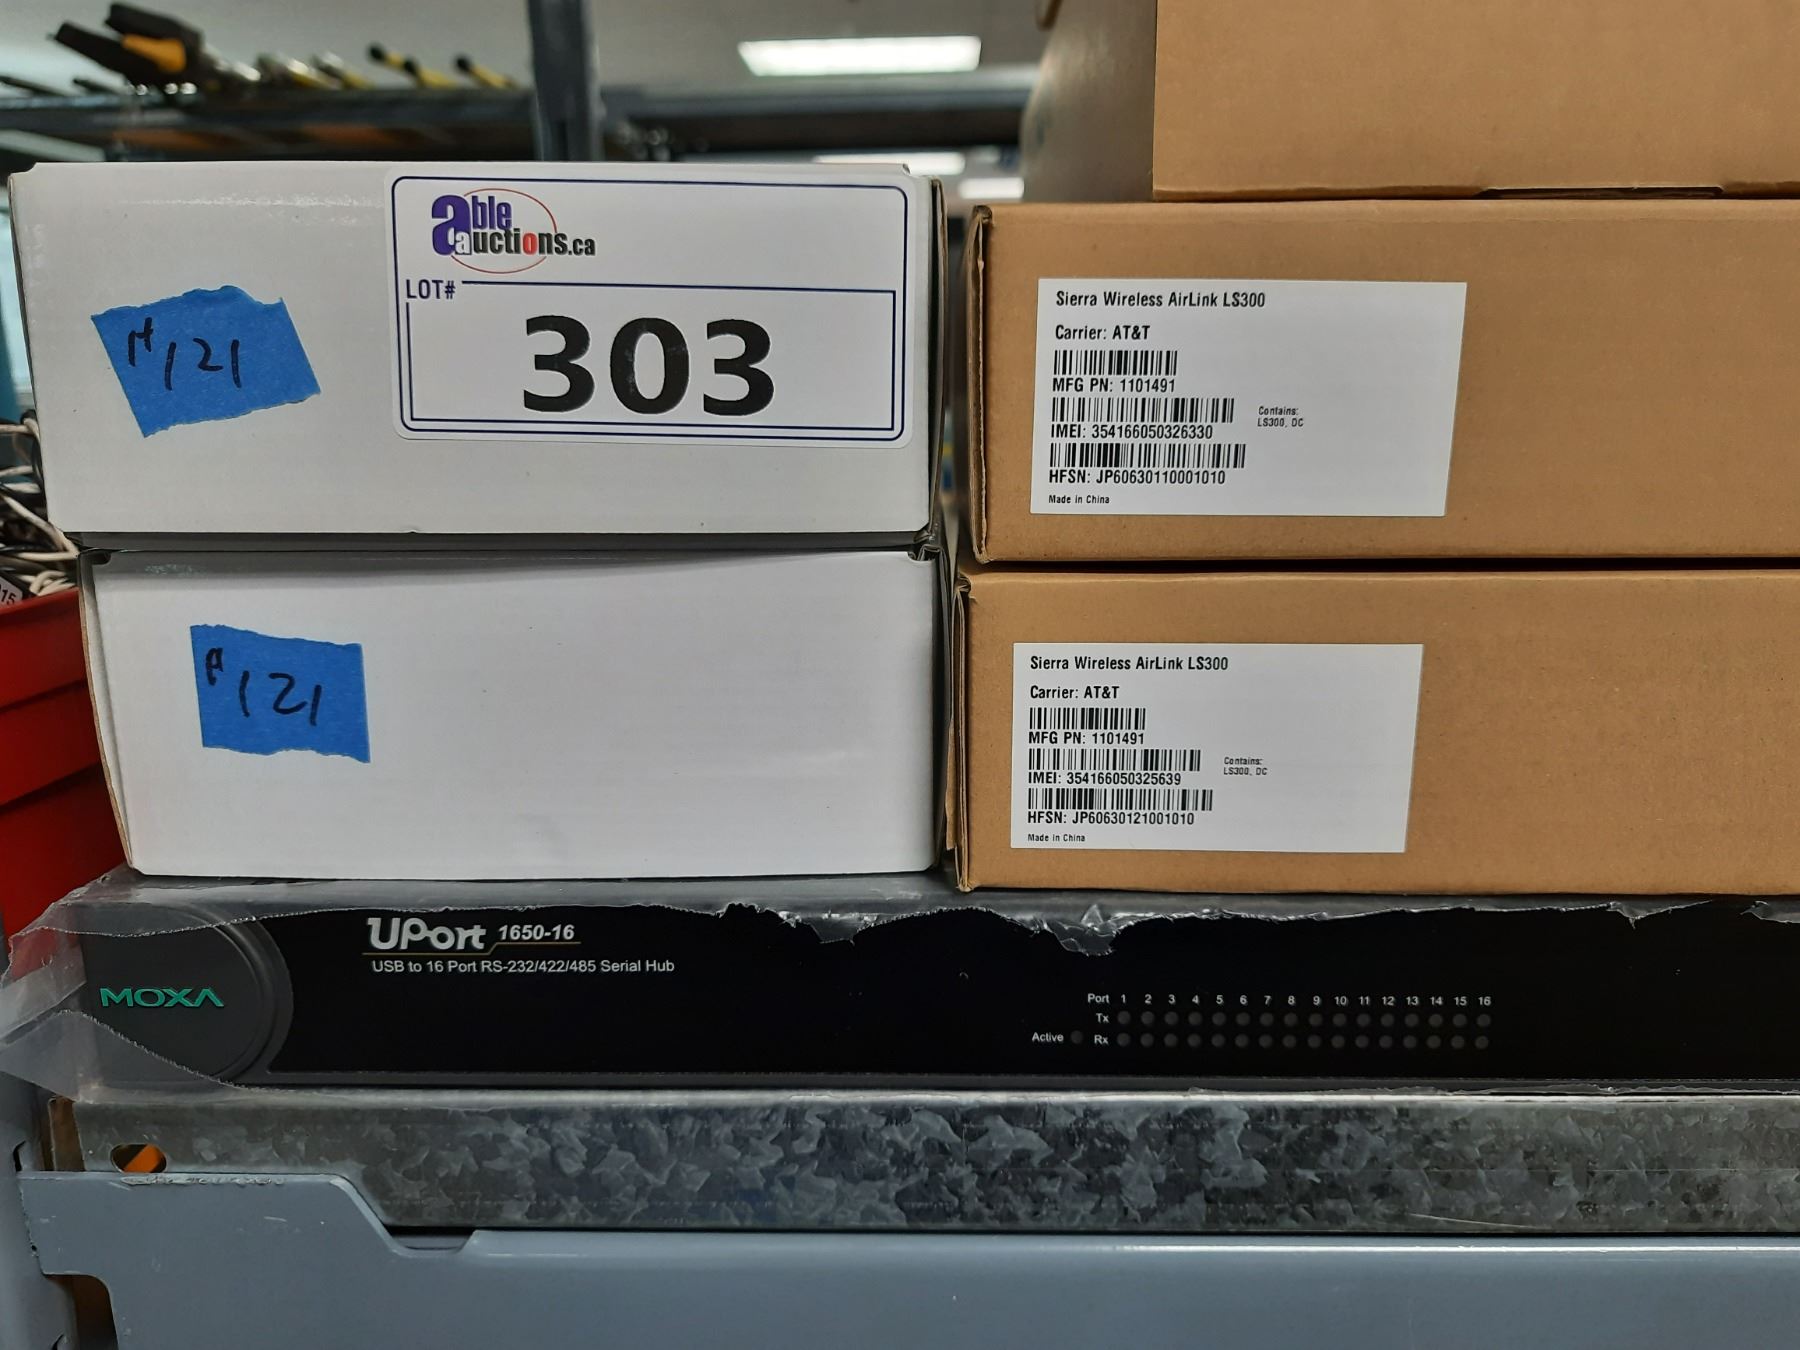 able
auctions.ca
LOT#
303
121
121
Sierra Wireless AirLink LS300
Carrier: AT&T
MFG PN: 1101491
IMEI: 354166050326330
HFSN: JP60630110001010
Made in China
Contains:
LS300, DC
Sierra Wireless AirLink LS300
Carrier: AT&T
MFG PN: 1101491
IMEI: 354166050325639
HFSN: JP60630121001010
Made in China
Contains:
LS300, DC
UPort 1650-16
USB to 16 Port RS-232/422/485 Serial Hub
MOXA
Port 1 2 3 4 5 6 7 8 9 10 11 12 13 14 15 16
Tx
Active Rx